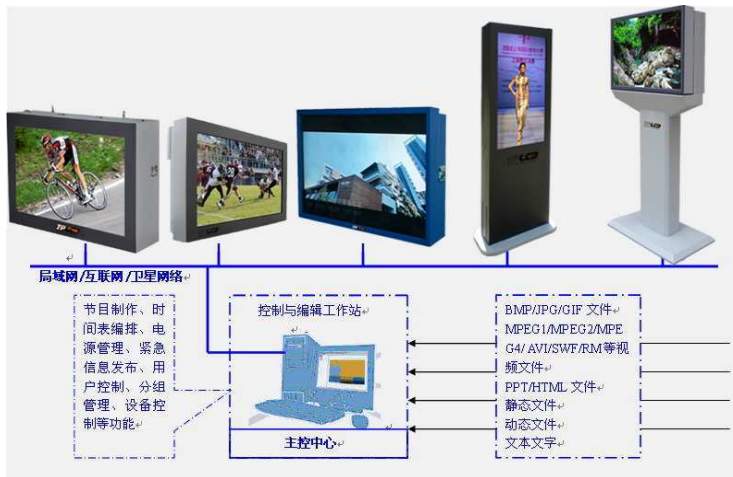 局域网/互联网/卫星网络
节目制作、时
间表编排、电
源管理、紧急
信息发布、用
户控制、分组
管理、设备控
制等功能
控制与编辑工作站
主控中心
BMP/JPG/GIF 文件
MPEG1/MPEG2/MPE
G4/ AVI/SWF/RM等视
频文件
PPT/HTML 文件
静态文件
动态文件
文本文字